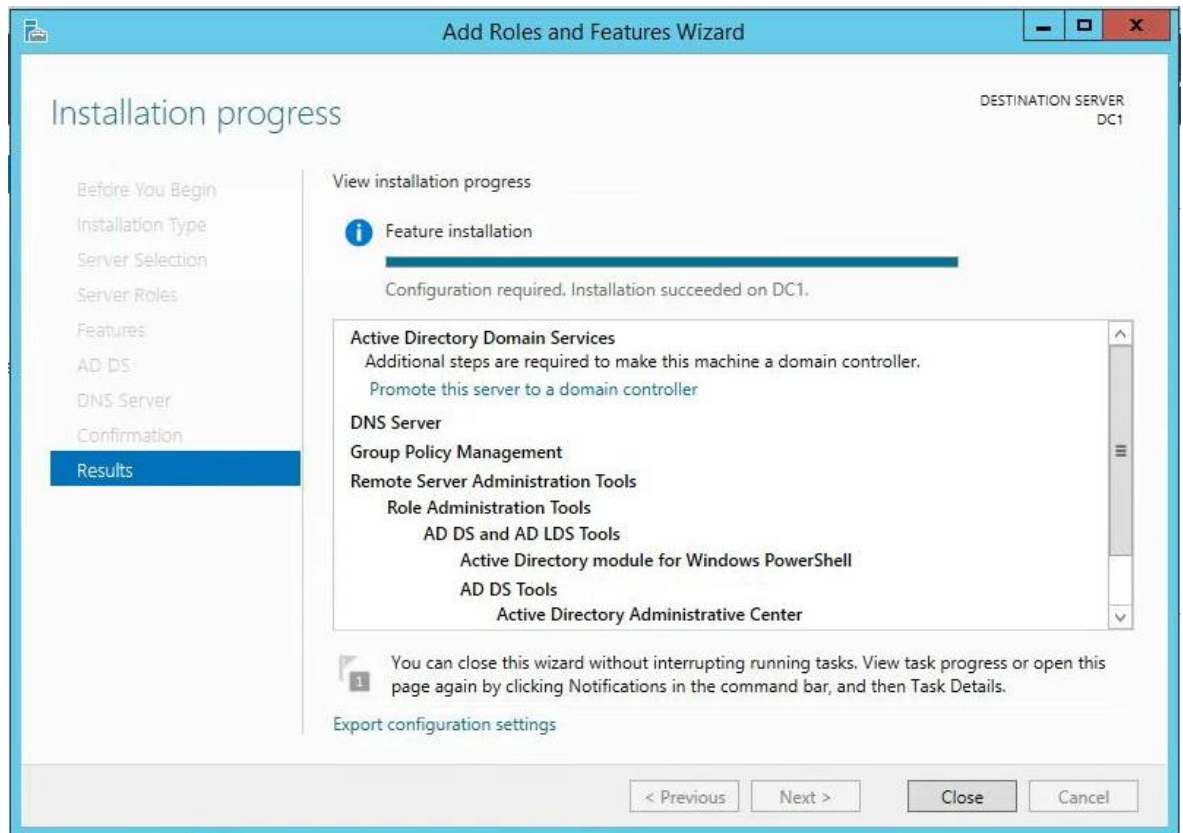 Add Roles and Features Wizard
Installation progress
DESTINATION SERVER
DC1
Before You Begin
Installation Type
Server Selection
Server Roles
Features
AD DS
DNS Server
Confirmation
Results
View installation progress
Feature installation
Configuration required. Installation succeeded on DC1.
Active Directory Domain Services
Additional steps are required to make this machine a domain controller.
Promote this server to a domain controller
DNS Server
Group Policy Management
Remote Server Administration Tools
Role Administration Tools
AD DS and AD LDS Tools
Active Directory module for Windows PowerShell
AD DS Tools
Active Directory Administrative Center
1
You can close this wizard without interrupting running tasks. View task progress or open this
page again by clicking Notifications in the command bar, and then Task Details.
Export configuration settings
< Previous
Next >
Close
Cancel